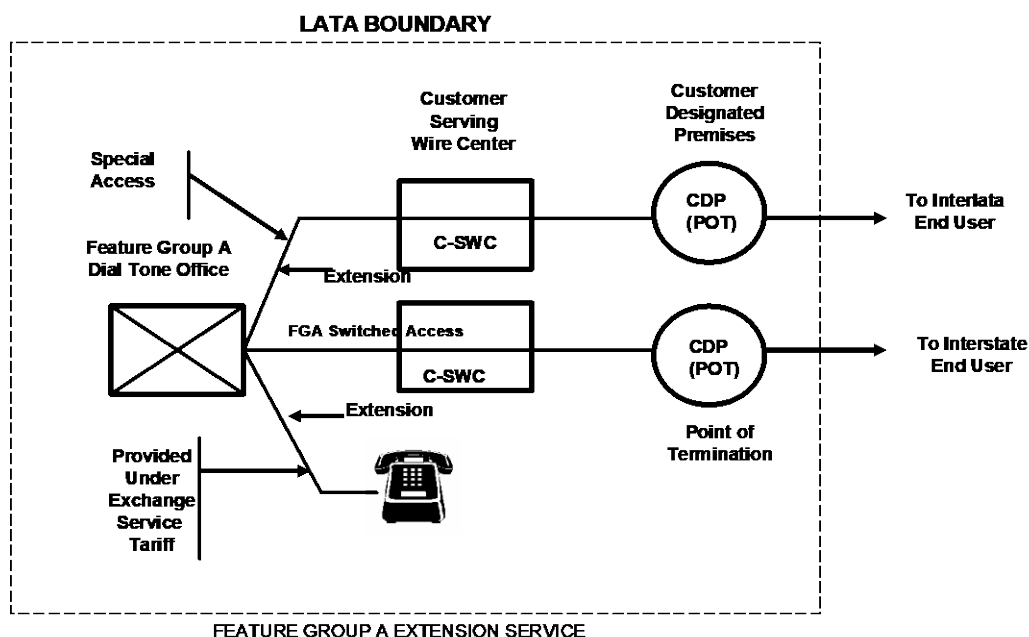 LATA BOUNDARY
Customer
Serving
Wire Center
Customer
Designated
Premises
Special
Access
CDP
(POT)
To Interlata
End User
C-SWC
Feature Group A
Dial Tone Office
Extension
FGA Switched Access
CDP
(POT)
To Interstate
End User
C-SWC
Extension
Point of
Termination
Provided
Under
Exchange
Service
Tariff
FEATURE GROUP A EXTENSION SERVICE